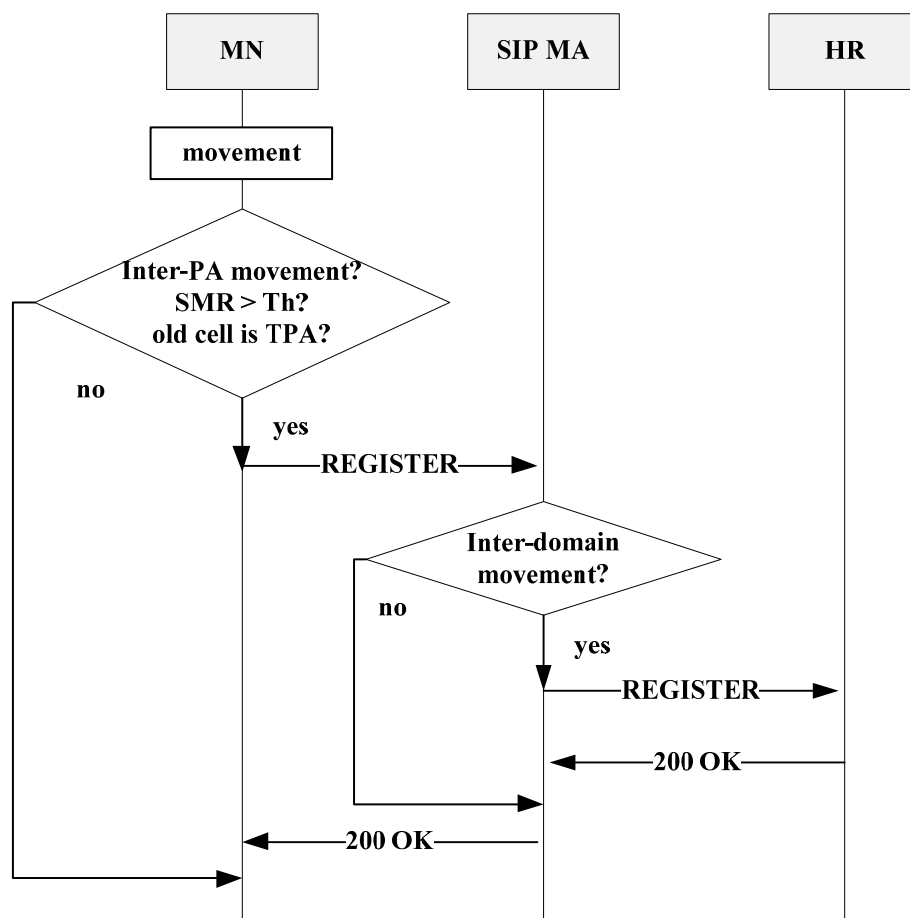 MN
SIP MA
HR
movement
Inter-PA movement?
SMR > Th?
old cell is TPA?
no
yes
REGISTER
Inter-domain
movement?
no
yes
REGISTER
200 OK
200 OK